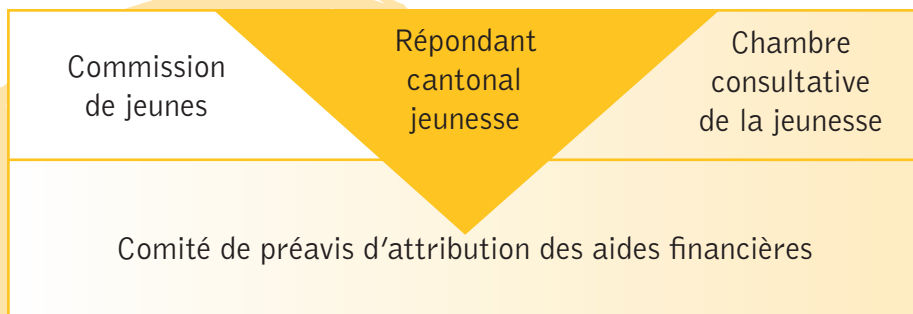 Commission
de jeunes
Répondant
cantonal
jeunesse
Chambre
consultative
de la jeunesse
Comité de préavis d'attribution des aides financières